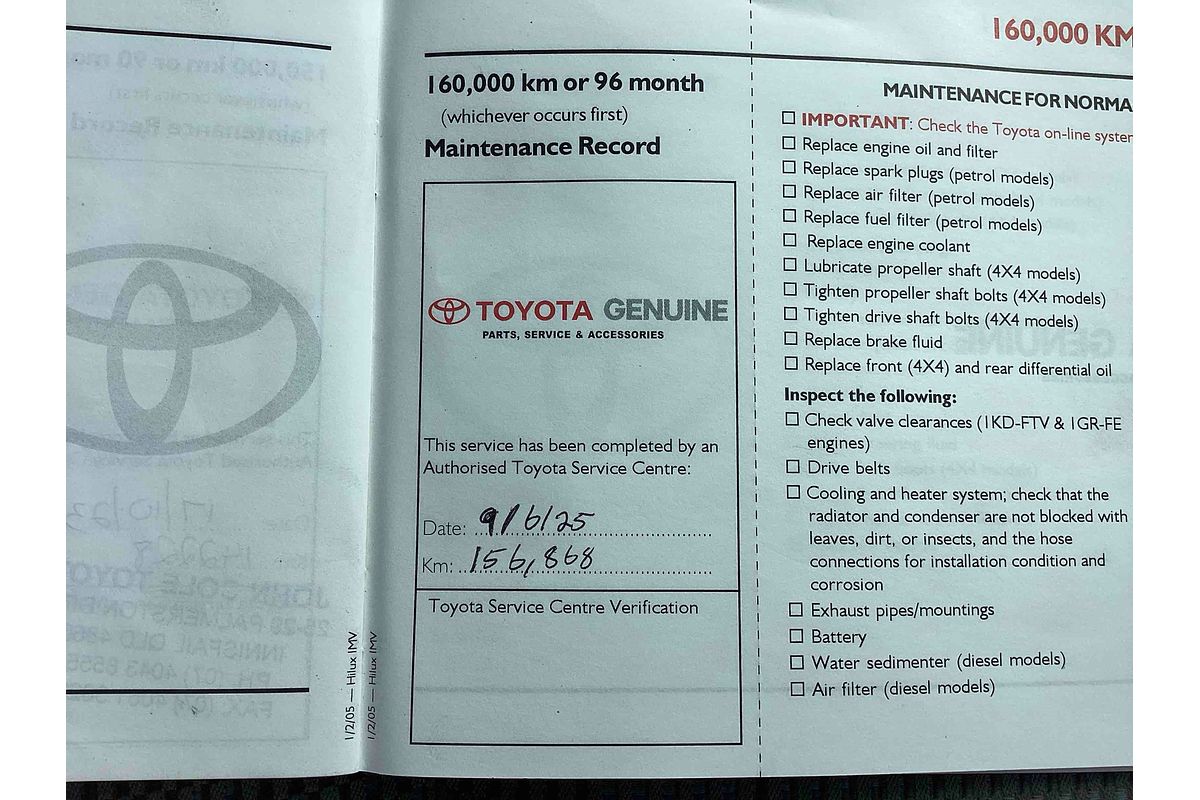 160,000 km or 96 month
(whichever occurs first)
Maintenance Record
TOYOTA GENUINE
PARTS, SERVICE & ACCESSORIES
This service has been completed by an
Authorised Toyota Service Centre:
Date: 9/6/25
Km: 156,868
Toyota Service Centre Verification
1/2/05 — Hilux IMV
1/2/05 — Hilux IMV
160,000 KM
MAINTENANCE FOR
IMPORTANT: Check the Toyota on-line
Replace engine oil and filter
Replace spark plugs (petrol models)
Replace air filter (petrol models)
Replace fuel filter (petrol models)
Replace engine coolant
Lubricate propeller shaft (4X4 models)
Tighten propeller shaft bolts (4X4 models)
Tighten drive shaft bolts (4X4 models)
Replace brake fluid
Replace front (4X4) and rear differential oil
Inspect the following:
Check valve clearances (1KD-FTV & 1GR-FE
engines)
Drive belts
Cooling and heater system; check that the
radiator and condenser are not blocked with
leaves, dirt, or insects, and the hose
connections for installation condition and
corrosion
Exhaust pipes/mountings
Battery
Water sedimenter (diesel models)
Air filter (diesel models)